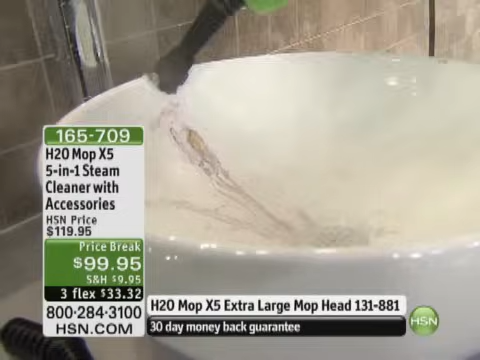 165-709
H2O Mop X5
5-in-1 Steam
Cleaner with
Accessories
HSN Price
$119.95
Price Break
$99.95
S&H $9.95
3 flex $33.32
800·284·3100
HSN.COM
H2O Mop X5 Extra Large Mop Head 131-881
30 day money back guarantee
HSN